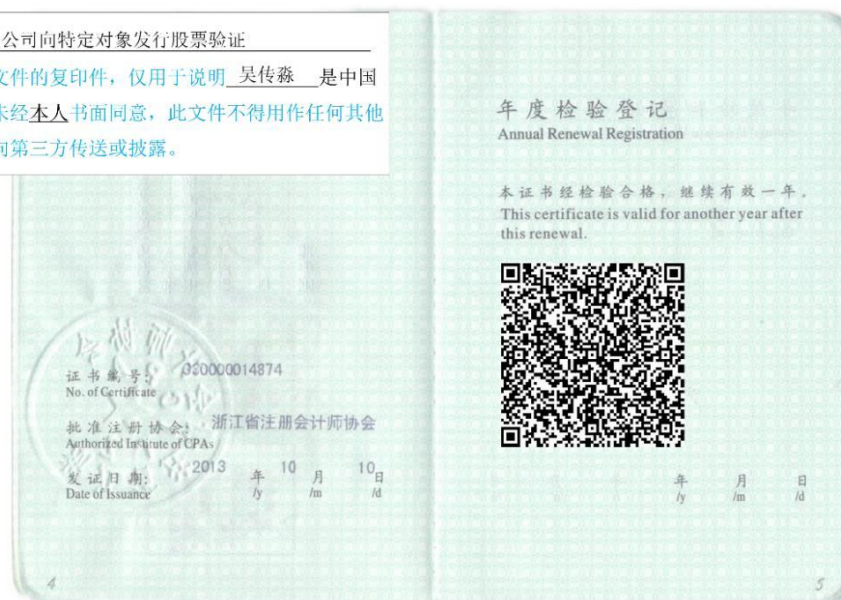 公司向特定对象发行股票验证
文件的复印件，仅用于说明 吴传淼 是中国
未经本人书面同意，此文件不得用作任何其他
向第三方传送或披露。
证书编号: 330000014874
No. of Certificate
批准注册协会: 浙江省注册会计师协会
Authorized Institute of CPAs
发证日期: 2013 年 10 月 10 日
Date of Issuance /y /m /d
4
年度检验登记
Annual Renewal Registration
本证书经检验合格，继续有效一年。
This certificate is valid for another year after
this renewal.
年 月 日
/y /m /d
5